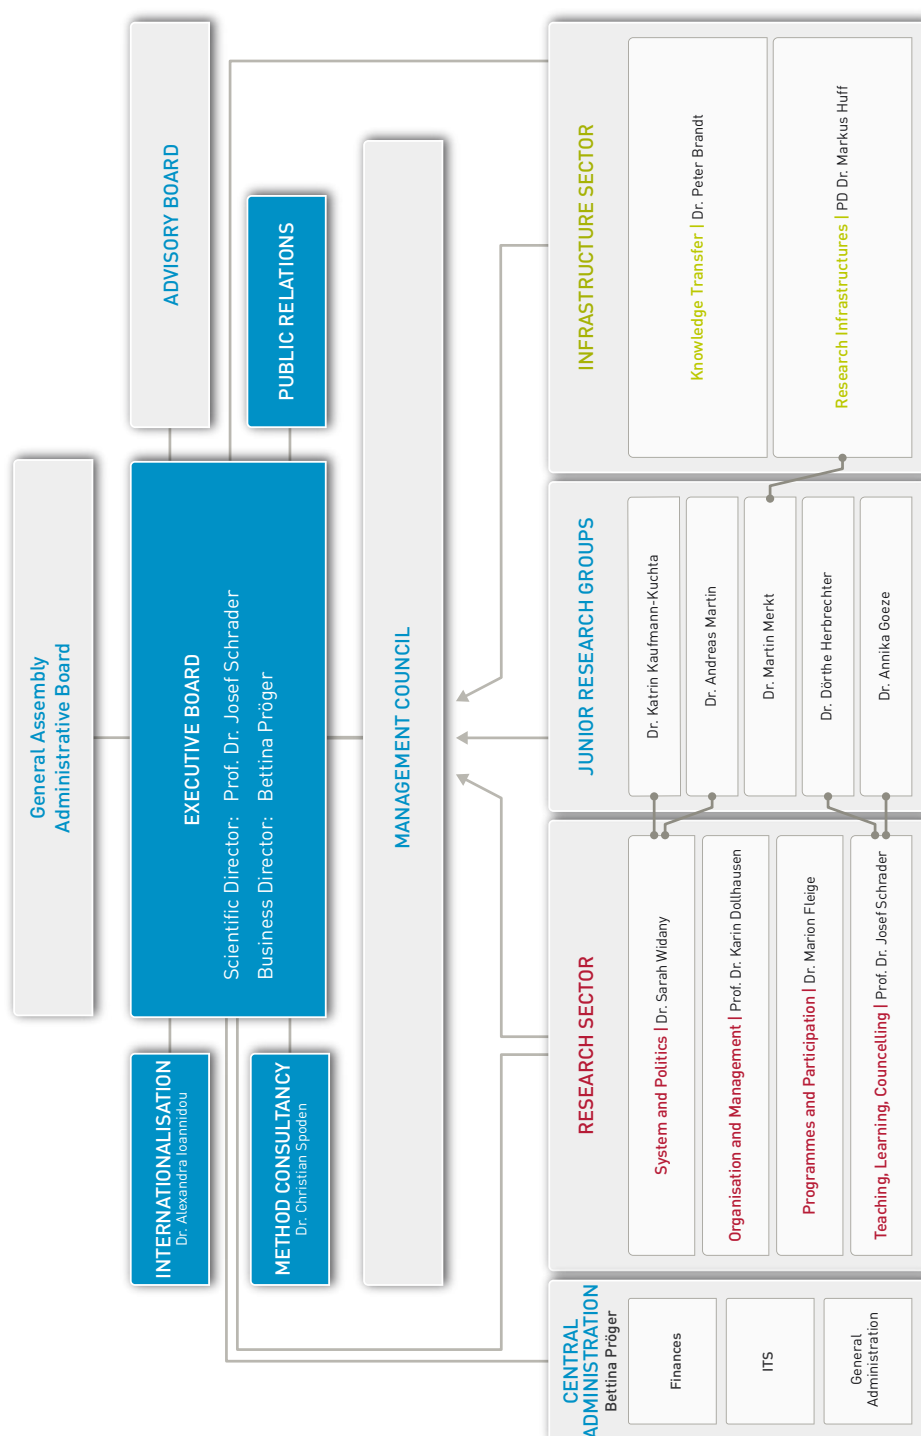 General Assembly
Administrative Board
INTERNATIONALISATION
Dr. Alexandra Ioannidou
METHOD CONSULTANCY
Dr. Christian Spoden
EXECUTIVE BOARD
Scientific Director: Prof. Dr. Josef Schrader
Business Director: Bettina Pröger
ADVISORY BOARD
PUBLIC RELATIONS
MANAGEMENT COUNCIL
CENTRAL
ADMINISTRATION
Bettina Pröger
Finances
ITS
General
Administration
RESEARCH SECTOR
System and Politics | Dr. Sarah Widany
Organisation and Management | Prof. Dr. Karin Dollhausen
Programmes and Participation | Dr. Marion Fleige
Teaching, Learning, Councelling | Prof. Dr. Josef Schrader
JUNIOR RESEARCH GROUPS
Dr. Katrin Kaufmann-Kuchta
Dr. Andreas Martin
Dr. Martin Merkt
Dr. Dörthe Herbrechter
Dr. Annika Goeze
INFRASTRUCTURE SECTOR
Knowledge Transfer | Dr. Peter Brandt
Research Infrastructures | PD Dr. Markus Huff